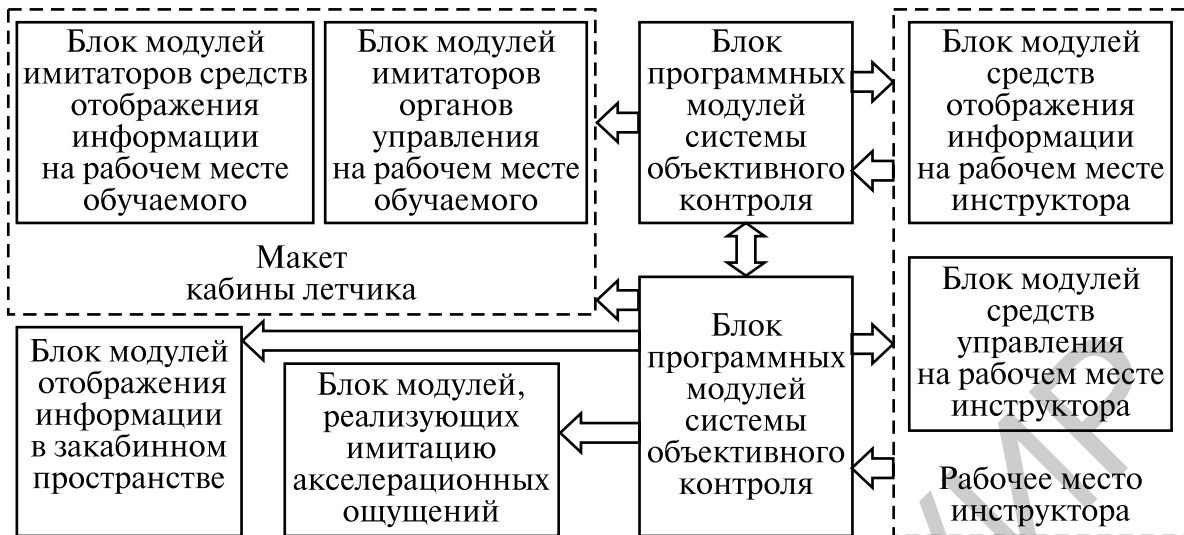 Блок модулей
имитаторов средств
отображения
информации
на рабочем месте
обучаемого
Блок модулей
имитаторов
органов
управления
на рабочем месте
обучаемого
Макет
кабины летчика
Блок
программных
модулей
системы
объективного
контроля
Блок модулей
средств
отображения
информации
на рабочем месте
инструктора
Блок модулей
отображения
информации
в закабинном
пространстве
Блок модулей,
реализующих
имитацию
акселерационных
ощущений
Блок
программных
модулей
системы
объективного
контроля
Блок модулей
средств
управления
на рабочем месте
инструктора
Рабочее место
инструктора